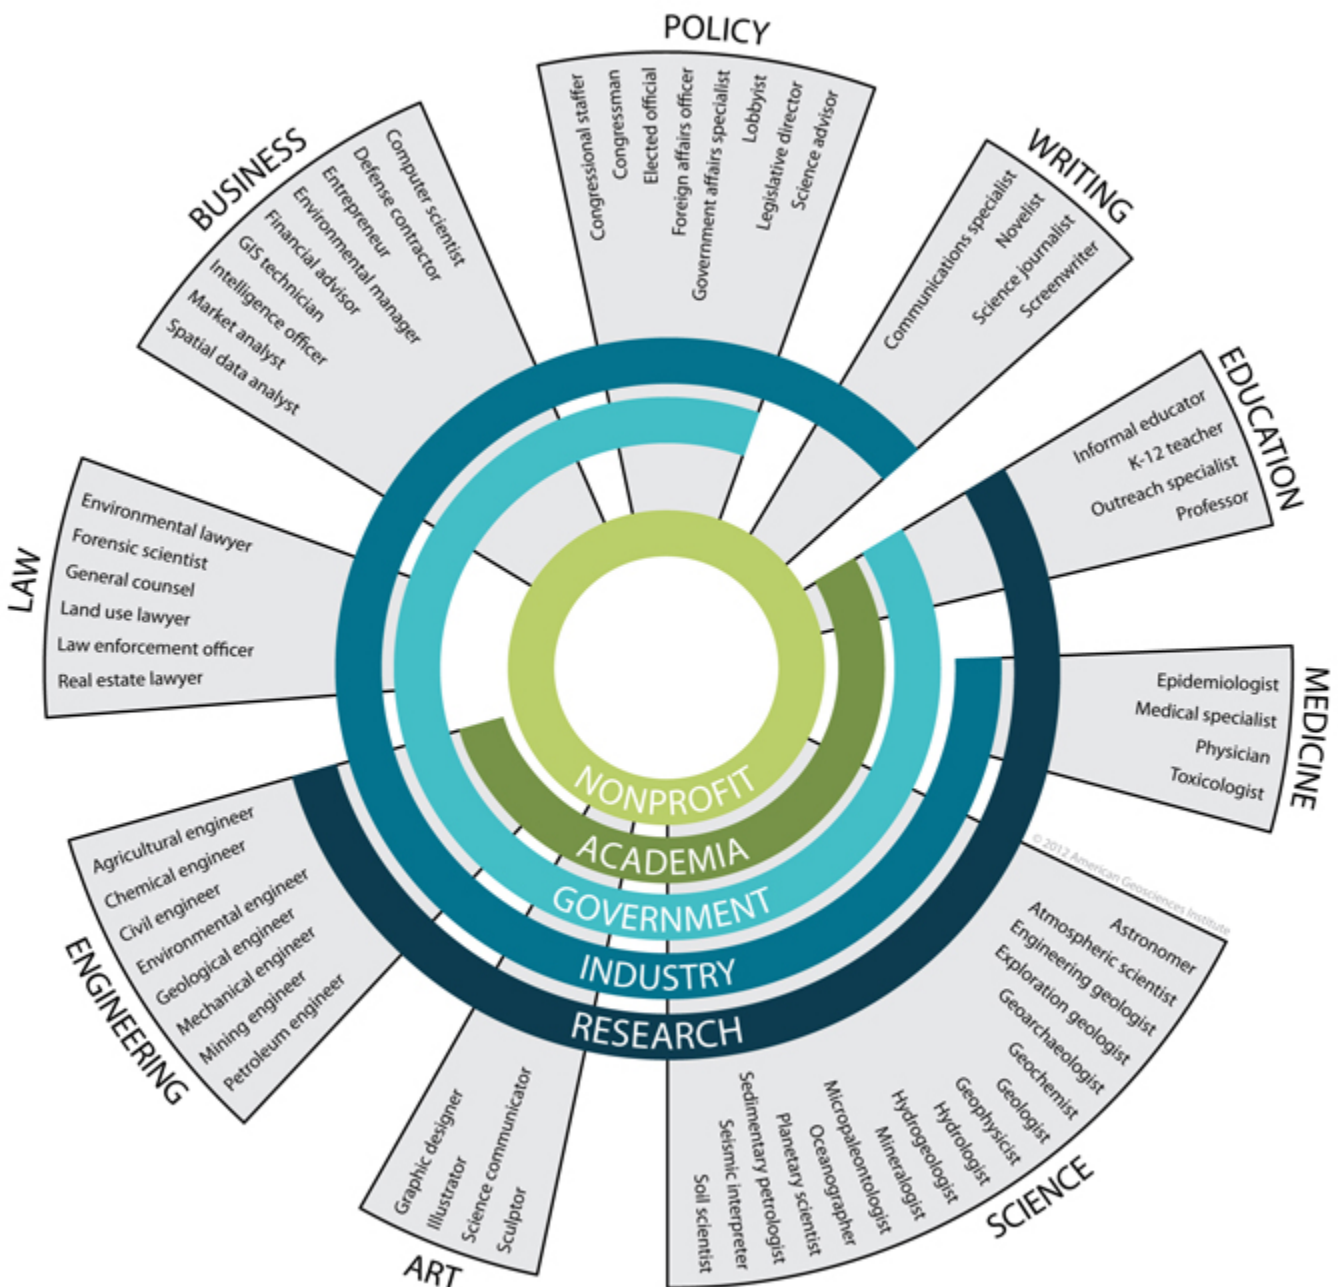 POLICY
Congressional staffer
Congressman
Elected official
Foreign affairs officer
Government affairs specialist
Lobbyist
Legislative director
Science advisor
WRITING
Communications specialist
Novelist
Science journalist
Screenwriter
EDUCATION
Informal educator
K-12 teacher
Outreach specialist
Professor
MEDICINE
Epidemiologist
Medical specialist
Physician
Toxicologist
© 2012 American Geosciences Institute
SCIENCE
Astronomer
Atmospheric scientist
Engineering geologist
Exploration geologist
Geoarchaeologist
Geochemist
Geologist
Geophysicist
Hydrologist
Hydrogeologist
Mineralogist
Micropaleontologist
Oceanographer
Planetary scientist
Sedimentary petrologist
Seismic interpreter
Soil scientist
ART
Graphic designer
Illustrator
Science communicator
Sculptor
ENGINEERING
Agricultural engineer
Chemical engineer
Civil engineer
Environmental engineer
Geological engineer
Mechanical engineer
Mining engineer
Petroleum engineer
LAW
Environmental lawyer
Forensic scientist
General counsel
Land use lawyer
Law enforcement officer
Real estate lawyer
BUSINESS
Computer scientist
Defense contractor
Entrepreneur
Environmental manager
Financial advisor
GIS technician
Intelligence officer
Market analyst
Spatial data analyst
NONPROFIT
ACADEMIA
GOVERNMENT
INDUSTRY
RESEARCH